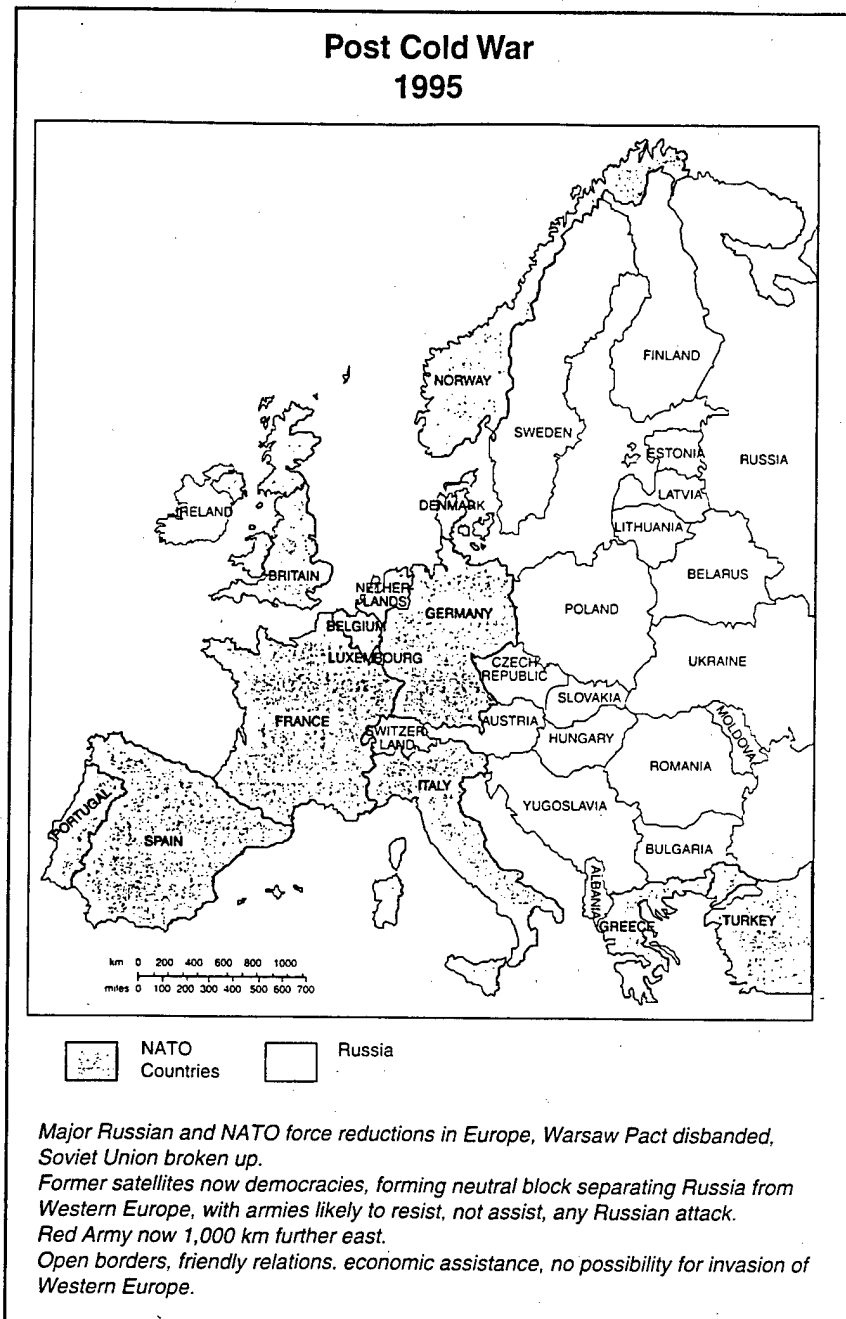 Post Cold War
1995
NORWAY
FINLAND
SWEDEN
ESTONIA
RUSSIA
LATVIA
LITHUANIA
DENMARK
IRELAND
BRITAIN
NETHER-
LANDS
BELARUS
GERMANY
POLAND
BELGIUM
LUXEMBOURG
CZECH
REPUBLIC
UKRAINE
SLOVAKIA
FRANCE
SWITZER
LAND
AUSTRIA
HUNGARY
MOLDOVA
ROMANIA
ITALY
YUGOSLAVIA
PORTUGAL
SPAIN
BULGARIA
ALBANIA
GREECE
TURKEY
km 0 200 400 600 800 1000
miles 0 100 200 300 400 500 600 700
NATO
Countries
Russia
Major Russian and NATO force reductions in Europe, Warsaw Pact disbanded,
Soviet Union broken up.
Former satellites now democracies, forming neutral block separating Russia from
Western Europe, with armies likely to resist, not assist, any Russian attack.
Red Army now 1,000 km further east.
Open borders, friendly relations. economic assistance, no possibility for invasion of
Western Europe.